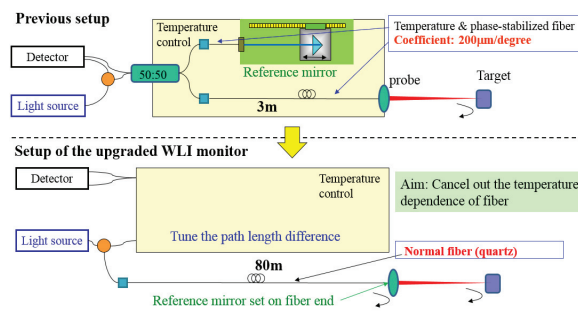 Previous setup
Temperature
control
Temperature & phase-stabilized fiber
Coefficient: 200μm/degree
Detector
50:50
Reference mirror
probe
Target
Light source
3m
Setup of the upgraded WLI monitor
Detector
Temperature
control
Aim: Cancel out the temperature
dependence of fiber
Light source
Tune the path length difference
Normal fiber (quartz)
80m
Reference mirror set on fiber end